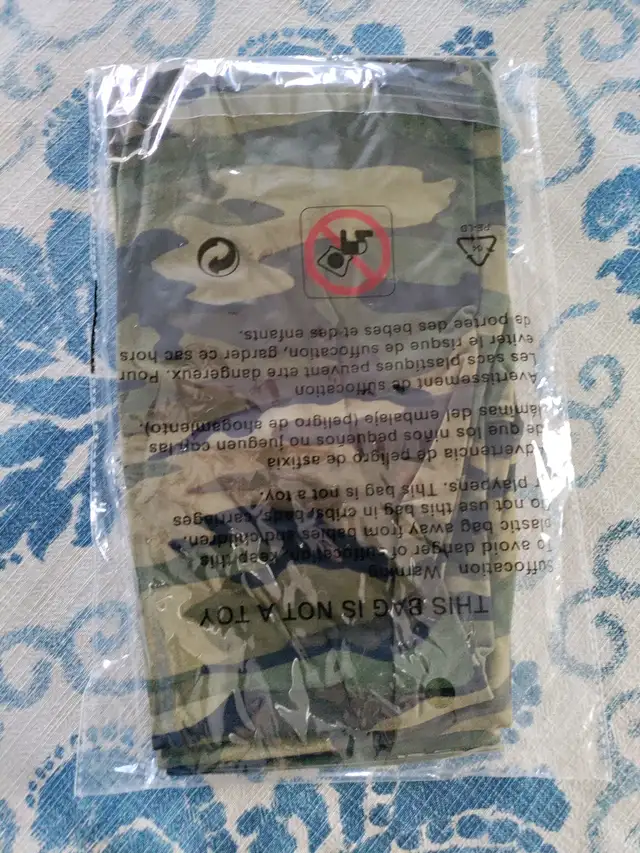 THIS BAG IS NOT A TOY
Suffocation Warning
To avoid danger of suffocation, keep this
plastic bag away from babies and children.
Do not use this bag in cribs, beds, carriages
or playpens. This bag is not a toy.
Advertencia de peligro de asfixia
de que los niños pequeños no jueguen con las
láminas del embalaje (peligro de ahogamiento).
Avertissement de suffocation
Les sacs plastiques peuvent etre dangereux. Pour
eviter le risque de suffocation, garder ce sac hors
de portee des bebes et des enfants.
04
PE-LD